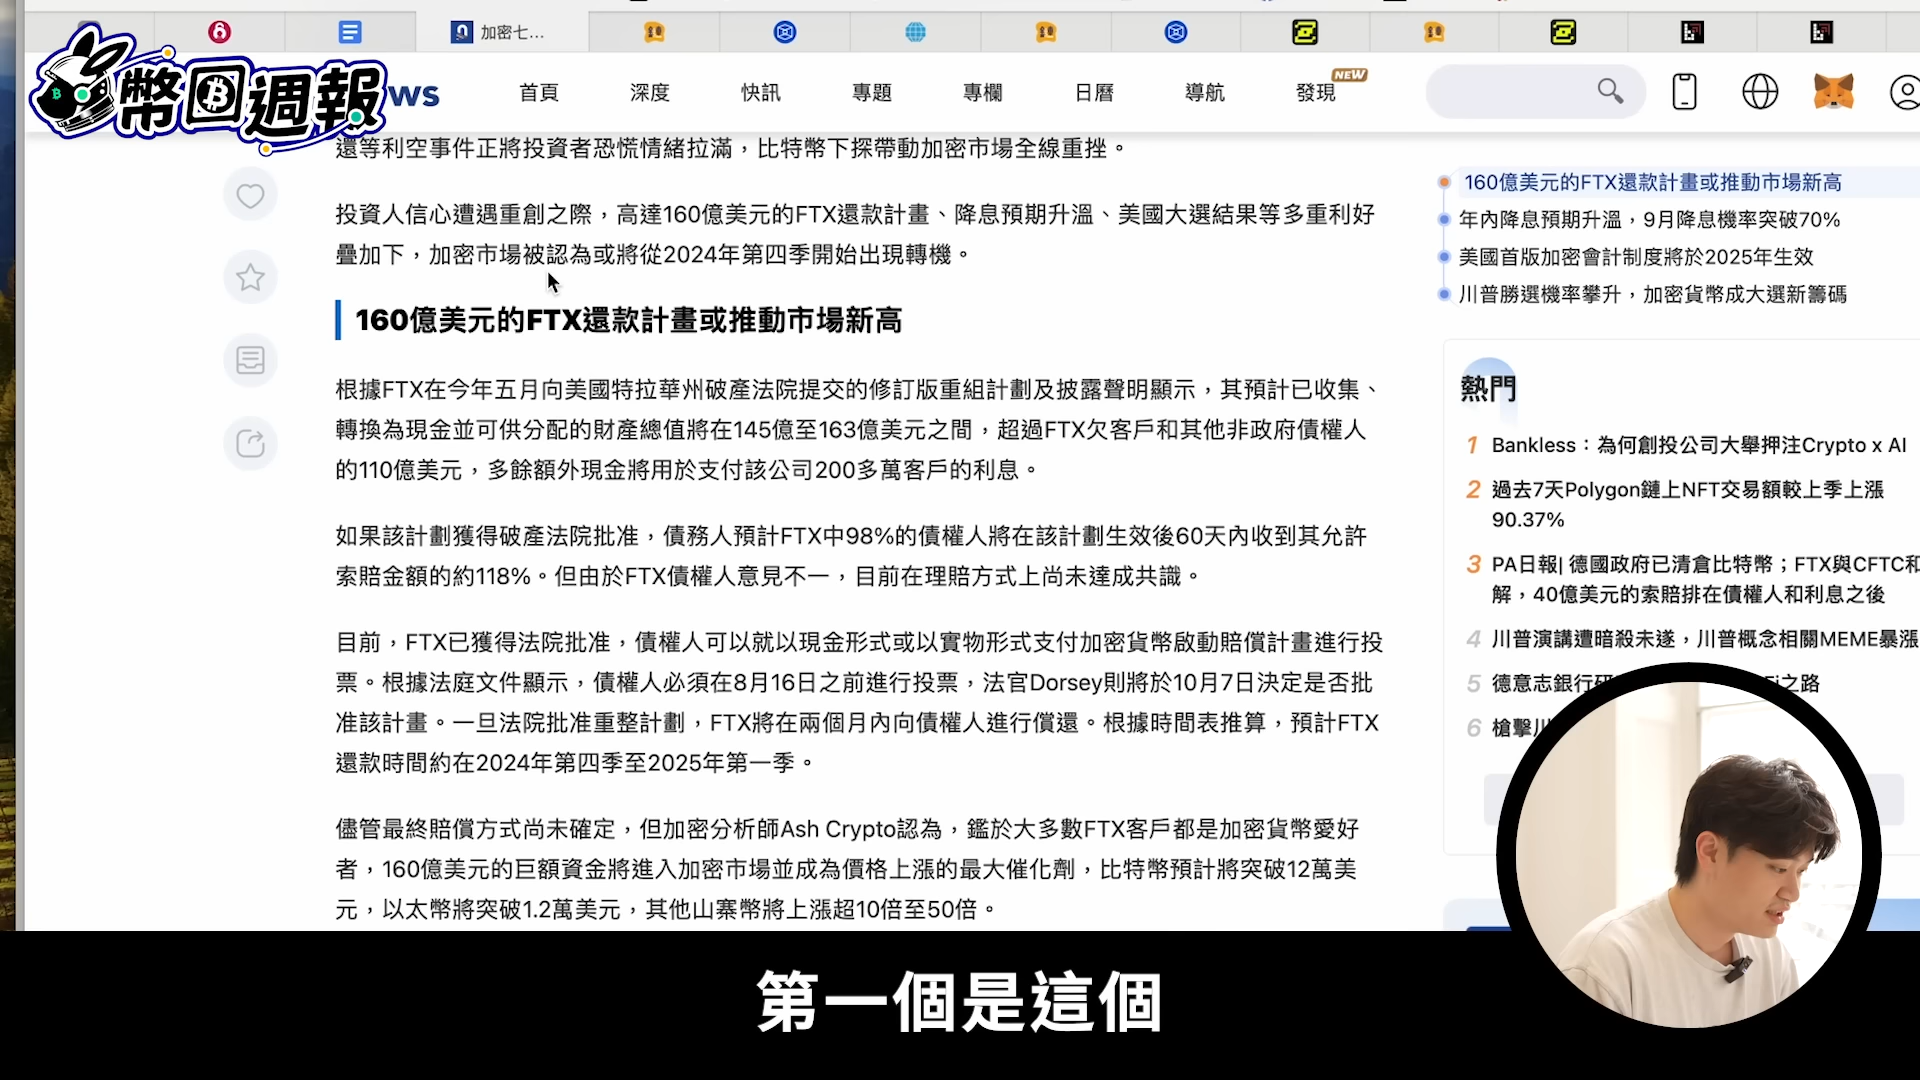 加密七...
幣圈週報
ws
首頁
深度
快訊
專題
專欄
日曆
導航
發現
NEW
還等利空事件正將投資者恐慌情緒拉滿，比特幣下探帶動加密市場全線重挫。
投資人信心遭遇重創之際，高達160億美元的FTX還款計畫、降息預期升溫、美國大選結果等多重利好
疊加下，加密市場被認為或將從2024年第四季開始出現轉機。
160億美元的FTX還款計畫或推動市場新高
根據FTX在今年五月向美國特拉華州破產法院提交的修訂版重組計劃及披露聲明顯示，其預計已收集、
轉換為現金並可供分配的財產總值將在145億至163億美元之間，超過FTX欠客戶和其他非政府債權人
的110億美元，多餘額外現金將用於支付該公司200多萬客戶的利息。
如果該計劃獲得破產法院批准，債務人預計FTX中98%的債權人將在該計劃生效後60天內收到其允許
索賠金額的約118%。但由於FTX債權人意見不一，目前在理賠方式上尚未達成共識。
目前，FTX已獲得法院批准，債權人可以就以現金形式或以實物形式支付加密貨幣啟動賠償計畫進行投
票。根據法庭文件顯示，債權人必須在8月16日之前進行投票，法官Dorsey則將於10月7日決定是否批
准該計畫。一旦法院批准重整計劃，FTX將在兩個月內向債權人進行償還。根據時間表推算，預計FTX
還款時間約在2024年第四季至2025年第一季。
儘管最終賠償方式尚未確定，但加密分析師Ash Crypto認為，鑑於大多數FTX客戶都是加密貨幣愛好
者，160億美元的巨額資金將進入加密市場並成為價格上漲的最大催化劑，比特幣預計將突破12萬美
元，以太幣將突破1.2萬美元，其他山寨幣將上漲超10倍至50倍。
160億美元的FTX還款計畫或推動市場新高
年內降息預期升溫，9月降息機率突破70%
美國首版加密會計制度將於2025年生效
川普勝選機率攀升，加密貨幣成大選新籌碼
熱門
1 Bankless：為何創投公司大舉押注Crypto x AI
2 過去7天Polygon鏈上NFT交易額較上季上漲
90.37%
3 PA日報| 德國政府已清倉比特幣；FTX與CFTC和
解，40億美元的索賠排在債權人和利息之後
4 川普演講遭暗殺未遂，川普概念相關MEME暴漲
5 德意志銀行研 之路
6 槍擊川
第一個是這個